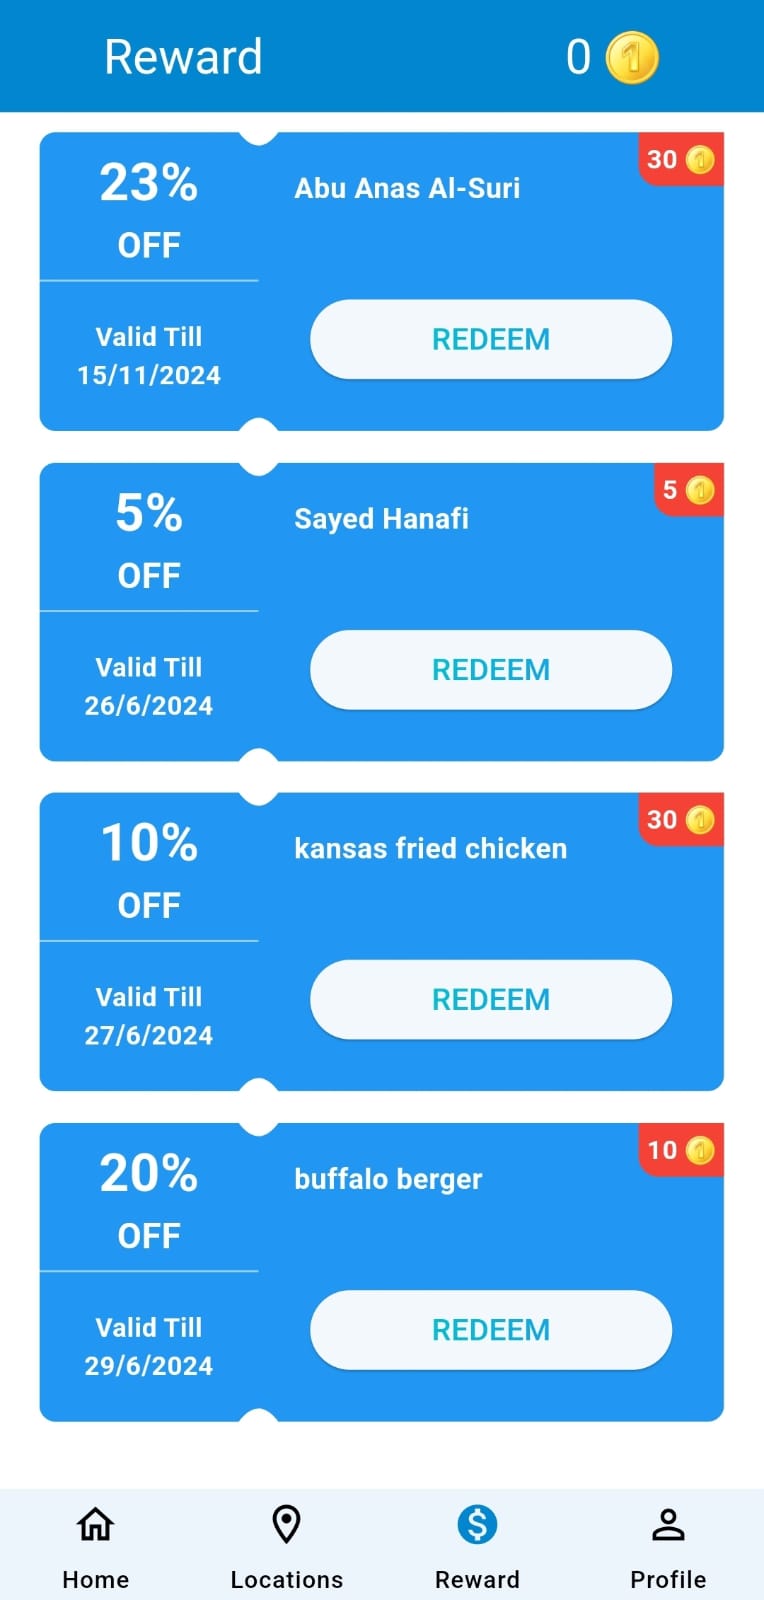 Reward 0
23% OFF
Abu Anas Al-Suri
30
Valid Till
15/11/2024
REDEEM
5% OFF
Sayed Hanafi
5
Valid Till
26/6/2024
REDEEM
10% OFF
kansas fried chicken
30
Valid Till
27/6/2024
REDEEM
20% OFF
buffalo berger
10
Valid Till
29/6/2024
REDEEM
Home Locations Reward Profile